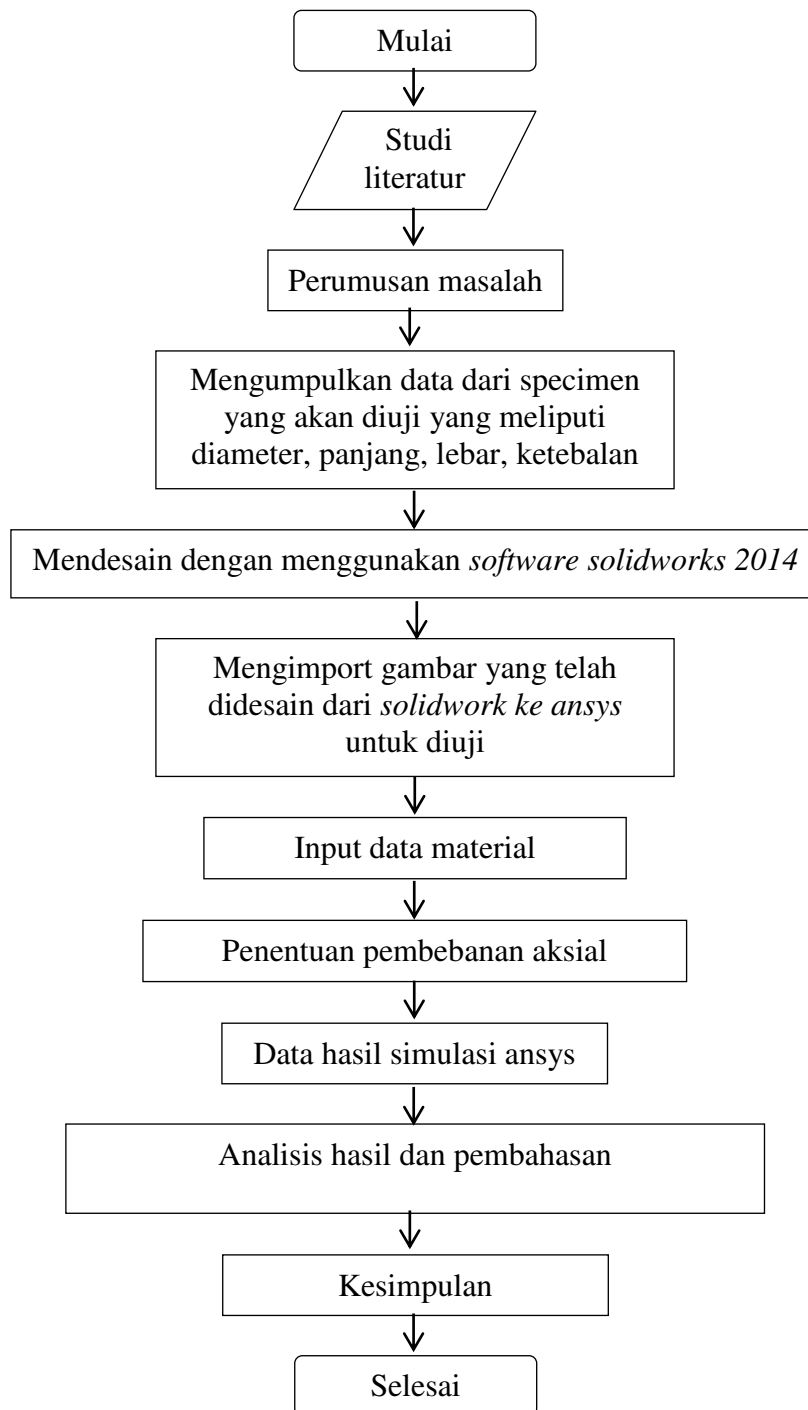 Mulai
Studi
literatur
Perumusan masalah
Mengumpulkan data dari specimen
yang akan diuji yang meliputi
diameter, panjang, lebar, ketebalan
Mendesain dengan menggunakan software solidworks 2014
Mengimport gambar yang telah
didesain dari solidwork ke ansys
untuk diuji
Input data material
Penentuan pembebanan aksial
Data hasil simulasi ansys
Analisis hasil dan pembahasan
Kesimpulan
Selesai